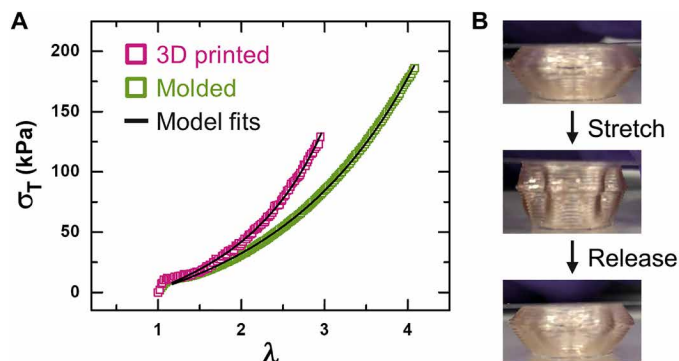 A
σT (kPa)
200
150
100
50
0
3D printed
Molded
Model fits
1
2
3
4
λ
B
Stretch
Release